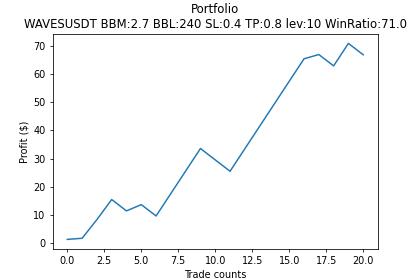 Portfolio
WAVESUSDT BBM:2.7 BBL:240 SL:0.4 TP:0.8 lev:10 WinRatio:71.0
70
60
50
40
30
20
10
0
Profit ($)
0.0 2.5 5.0 7.5 10.0 12.5 15.0 17.5 20.0
Trade counts